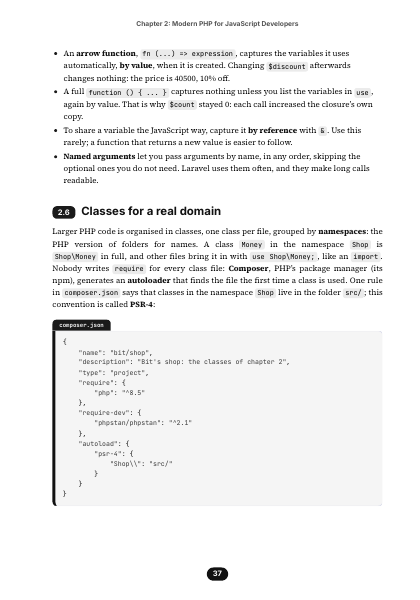 Chapter 2: Modern PHP for JavaScript Developers
• An arrow function, fn (...) => expression, captures the variables it uses
automatically, by value, when it is created. Changing $discount afterwards
changes nothing: the price is 40500, 10% off.
• A full function () { ... } captures nothing unless you list the variables in use,
again by value. That is why $count stayed 0: each call increased the closure's own
copy.
• To share a variable the JavaScript way, capture it by reference with &. Use this
rarely; a function that returns a new value is easier to follow.
• Named arguments let you pass arguments by name, in any order, skipping the
optional ones you do not need. Laravel uses them often, and they make long calls
readable.
2.6 Classes for a real domain
Larger PHP code is organised in classes, one class per file, grouped by namespaces: the
PHP version of folders for names. A class Money in the namespace Shop is
Shop\Money in full, and other files bring it in with use Shop\Money;, like an import.
Nobody writes require for every class file: Composer, PHP's package manager (its
npm), generates an autoloader that finds the file the first time a class is used. One rule
in composer.json says that classes in the namespace Shop live in the folder src/; this
convention is called PSR-4:
composer.json
{
    "name": "bit/shop",
    "description": "Bit's shop: the classes of chapter 2",
    "type": "project",
    "require": {
        "php": "^8.5"
    },
    "require-dev": {
        "phpstan/phpstan": "^2.1"
    },
    "autoload": {
        "psr-4": {
            "Shop\\": "src/"
        }
    }
}
37